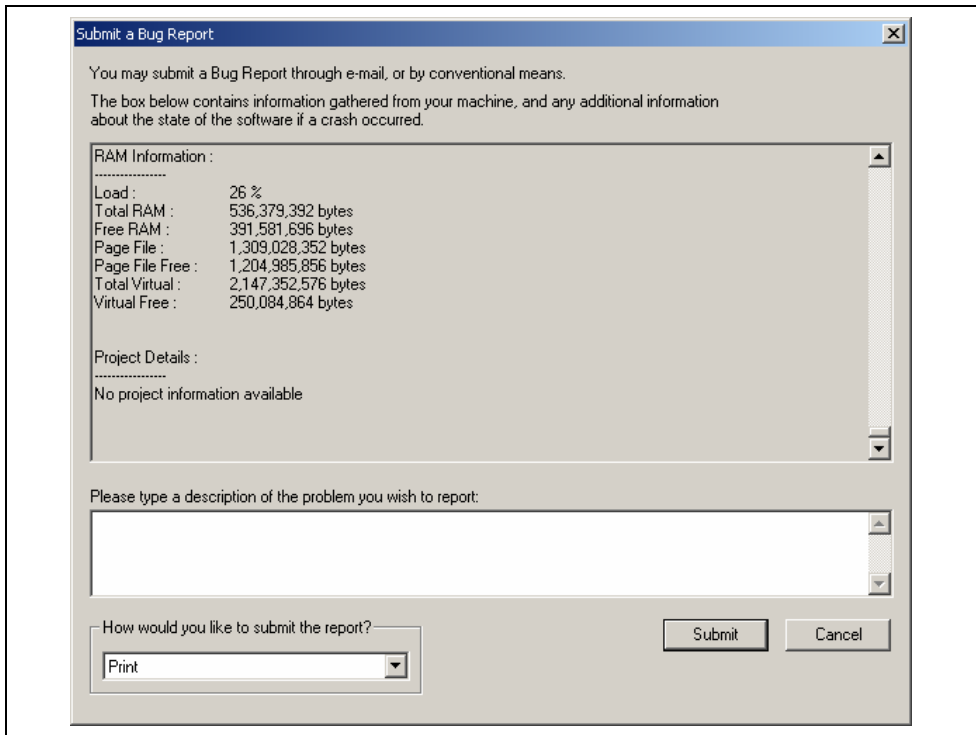 Submit a Bug Report
You may submit a Bug Report through e-mail, or by conventional means.
The box below contains information gathered from your machine, and any additional information
about the state of the software if a crash occurred.
RAM Information :
-----------------
Load : 26 %
Total RAM : 536,379,392 bytes
Free RAM : 391,581,696 bytes
Page File : 1,309,028,352 bytes
Page File Free : 1,204,985,856 bytes
Total Virtual : 2,147,352,576 bytes
Virtual Free : 250,084,864 bytes
Project Details :
-----------------
No project information available
Please type a description of the problem you wish to report:
How would you like to submit the report?
Print
Submit
Cancel